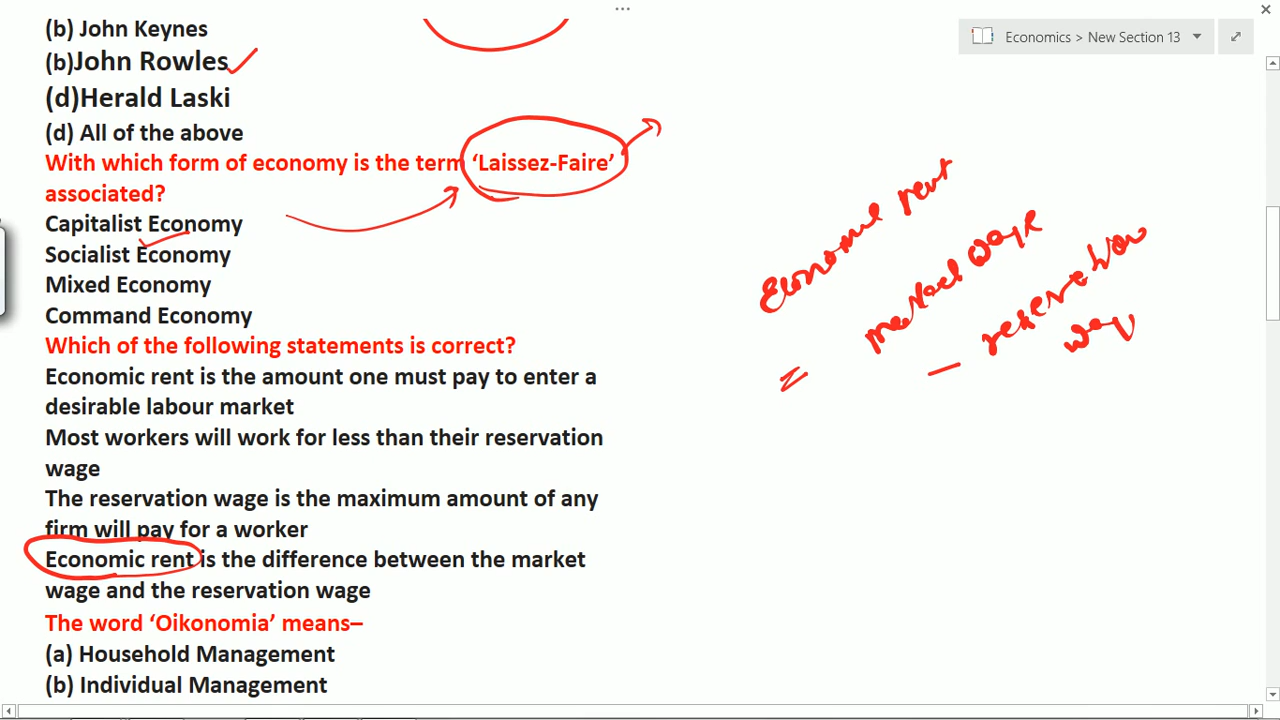 (b) John Keynes
(b)John Rowles
(d)Herald Laski
(d) All of the above
With which form of economy is the term 'Laissez-Faire'
associated?
Capitalist Economy
Socialist Economy
Mixed Economy
Command Economy
Which of the following statements is correct?
Economic rent is the amount one must pay to enter a
desirable labour market
Most workers will work for less than their reservation
wage
The reservation wage is the maximum amount of any
firm will pay for a worker
Economic rent is the difference between the market
wage and the reservation wage
The word 'Oikonomia' means–
(a) Household Management
(b) Individual Management
Economics > New Section 13
rent
=
–